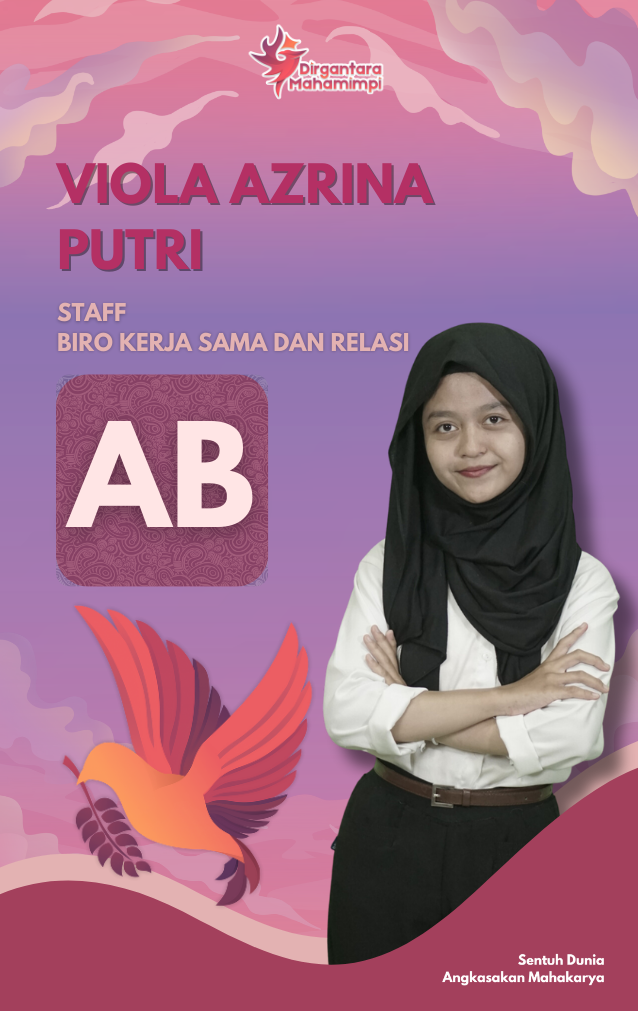 Dirgantara
Mahamimpi
VIOLA AZRINA
PUTRI
STAFF
BIRO KERJA SAMA DAN RELASI
AB
Sentuh Dunia
Angkasakan Mahakarya